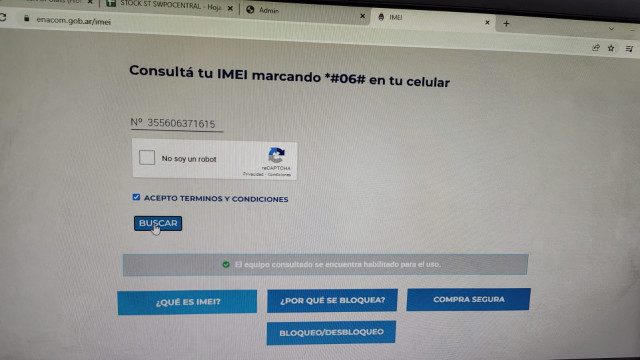 STOCK ST SWPOCENTRAL - Hoja
Admin
IMEI
enacom.gob.ar/imei
Consultá tu IMEI marcando *#06# en tu celular
Nº 355606371615
No soy un robot
reCAPTCHA
Privacidad - Condiciones
ACEPTO TERMINOS Y CONDICIONES
BUSCAR
El equipo consultado se encuentra habilitado para el uso.
¿QUÉ ES IMEI?
¿POR QUÉ SE BLOQUEA?
COMPRA SEGURA
BLOQUEO/DESBLOQUEO